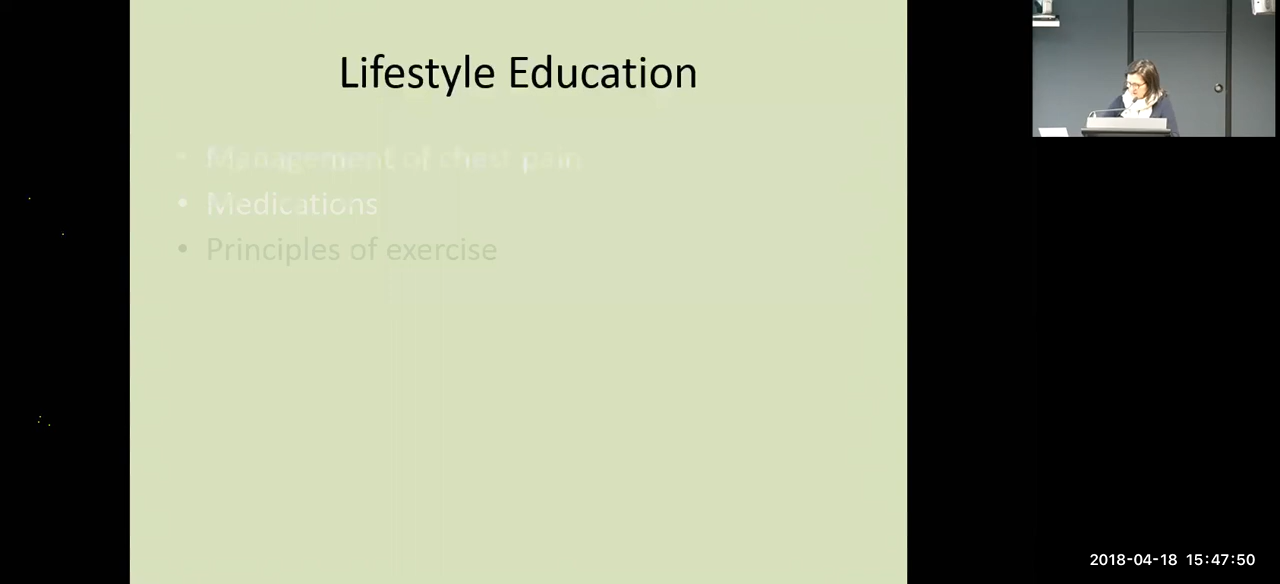 Lifestyle Education
• Management of chest pain
• Medications
• Principles of exercise
2018-04-18 15:47:50